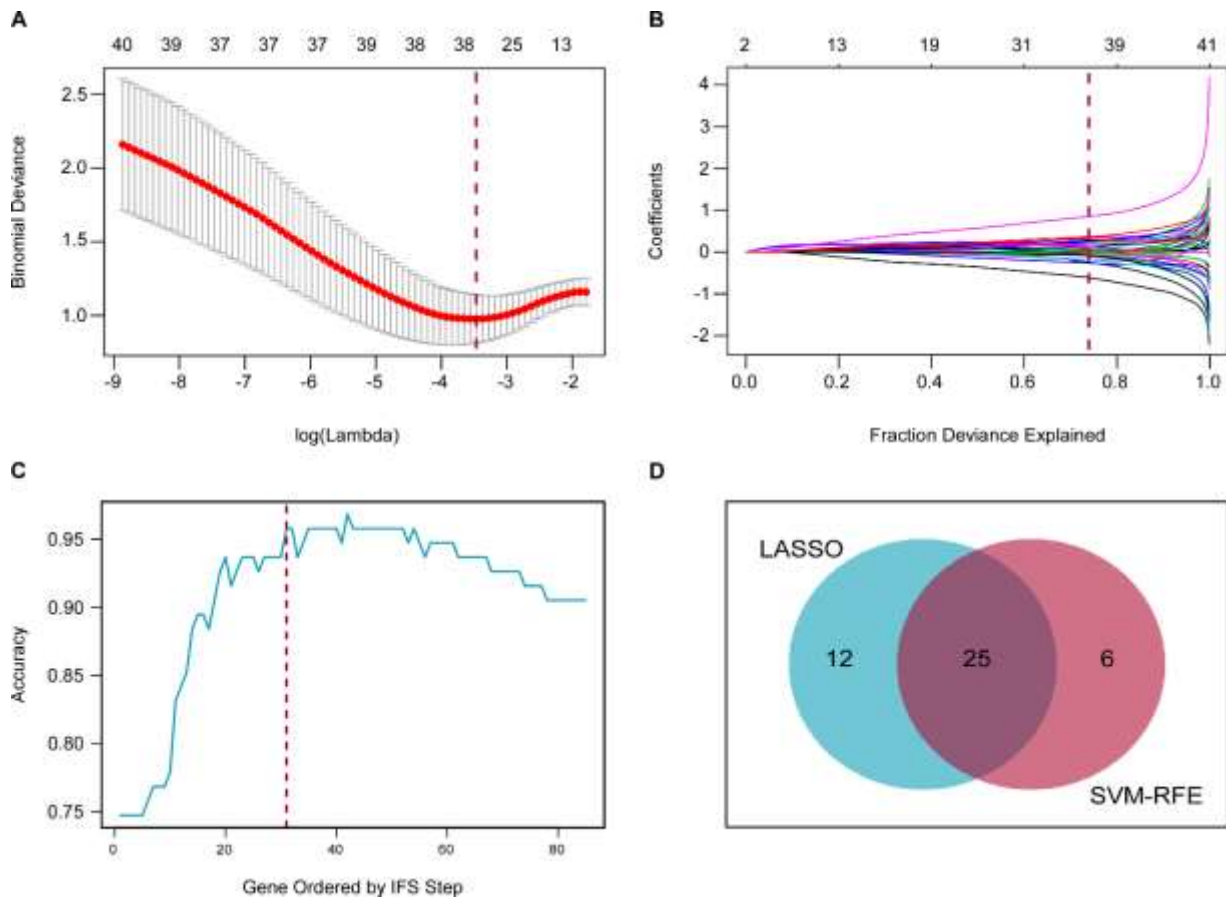 A
40 39 37 37 37 39 38 38 25 13
Binomial Deviance
2.5
2.0
1.5
1.0
-9 -8 -7 -6 -5 -4 -3 -2
log(Lambda)
B
2 13 19 31 39 41
Coefficients
4
3
2
1
0
-1
-2
0.0 0.2 0.4 0.6 0.8 1.0
Fraction Deviance Explained
C
Accuracy
0.95
0.90
0.85
0.80
0.75
0 20 40 60 80
Gene Ordered by IFS Step
D
LASSO
12 25 6
SVM-RFE